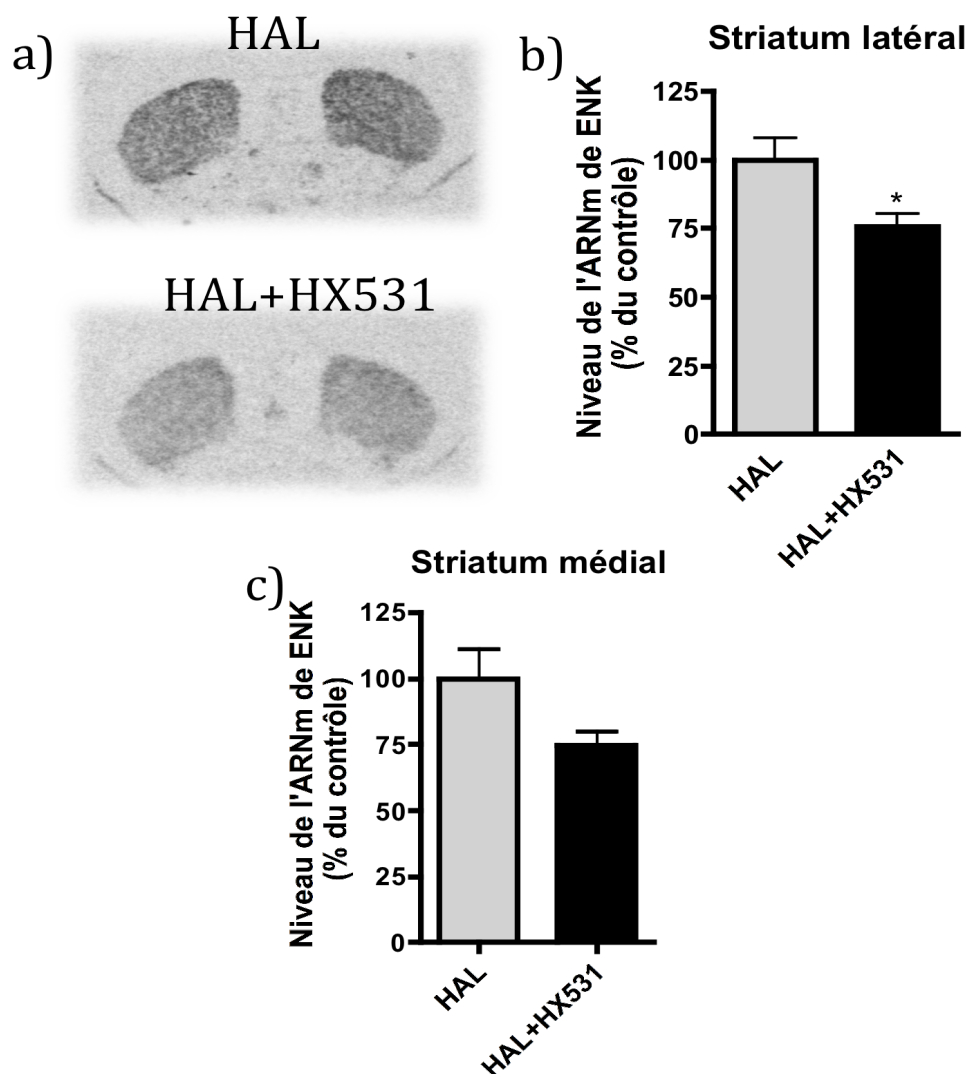 a)
HAL
HAL+HX531
b)
Striatum latéral
Niveau de l'ARNm de ENK
(% du contrôle)
125
100
75
50
25
0
*
HAL
HAL+HX531
c)
Striatum médial
Niveau de l'ARNm de ENK
(% du contrôle)
125
100
75
50
25
0
HAL
HAL+HX531